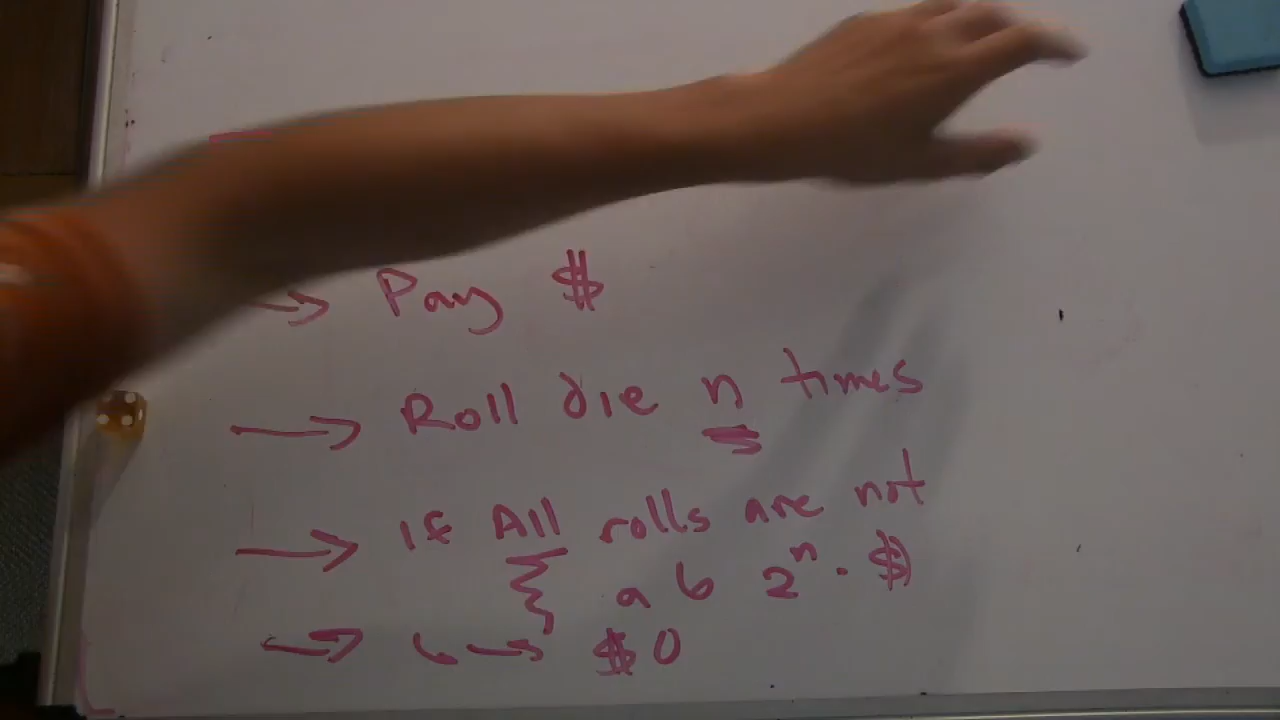 → Pay $
→ Roll die n times
→ If All rolls are not
a 6 2ⁿ · $
→ 6 → $0